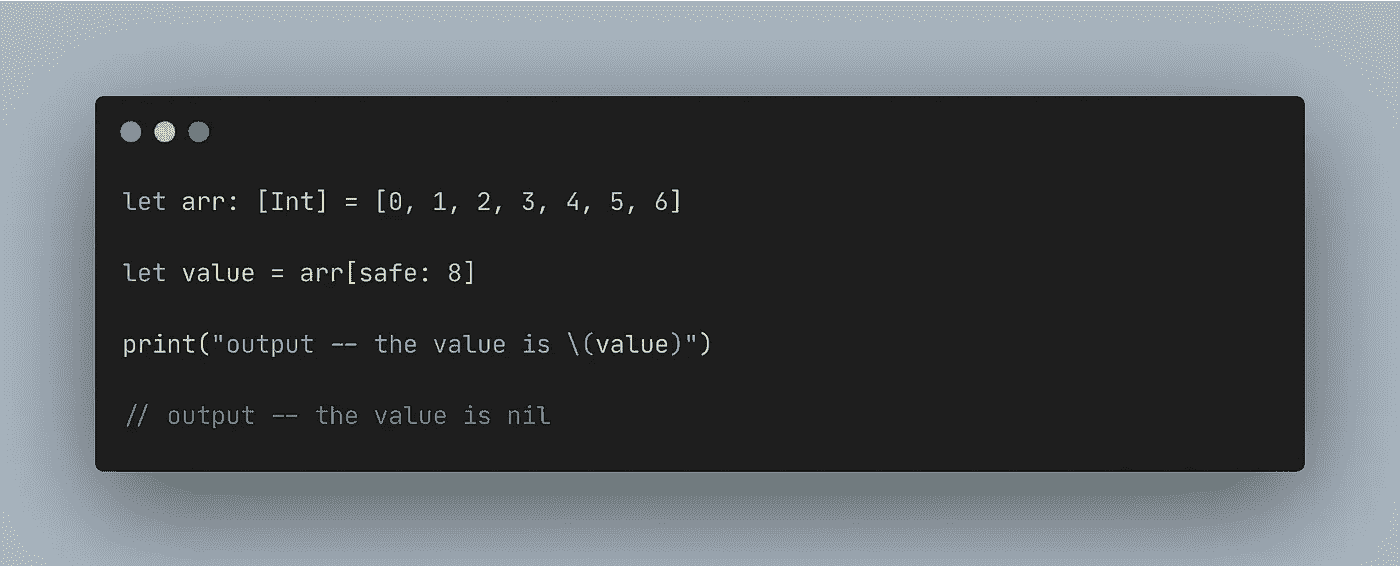 let arr: [Int] = [0, 1, 2, 3, 4, 5, 6]
let value = arr[safe: 8]
print("output -- the value is \(value)")
// output -- the value is nil